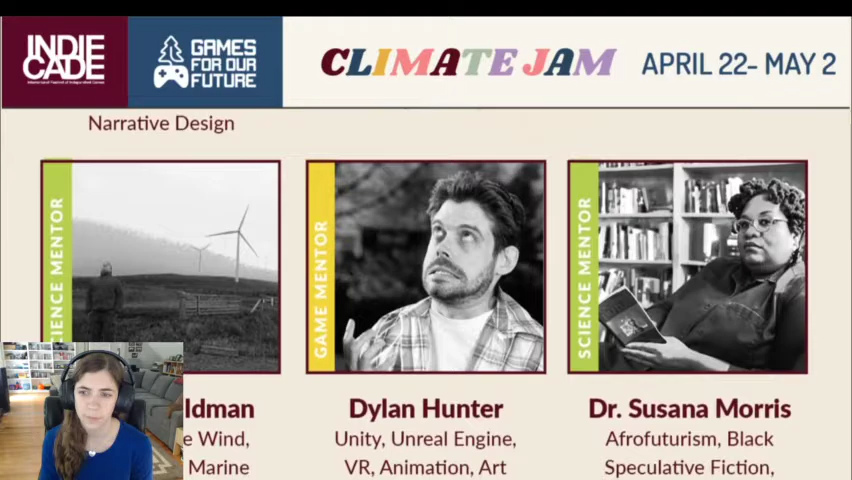 INDIE
CADE
GAMES
FOR OUR
FUTURE
CLIMATE JAM
APRIL 22- MAY 2
Narrative Design
SCIENCE MENTOR
GAME MENTOR
SCIENCE MENTOR
ldman
Dylan Hunter
Dr. Susana Morris
e Wind,
Unity, Unreal Engine,
Afrofuturism, Black
Marine
VR, Animation, Art
Speculative Fiction,